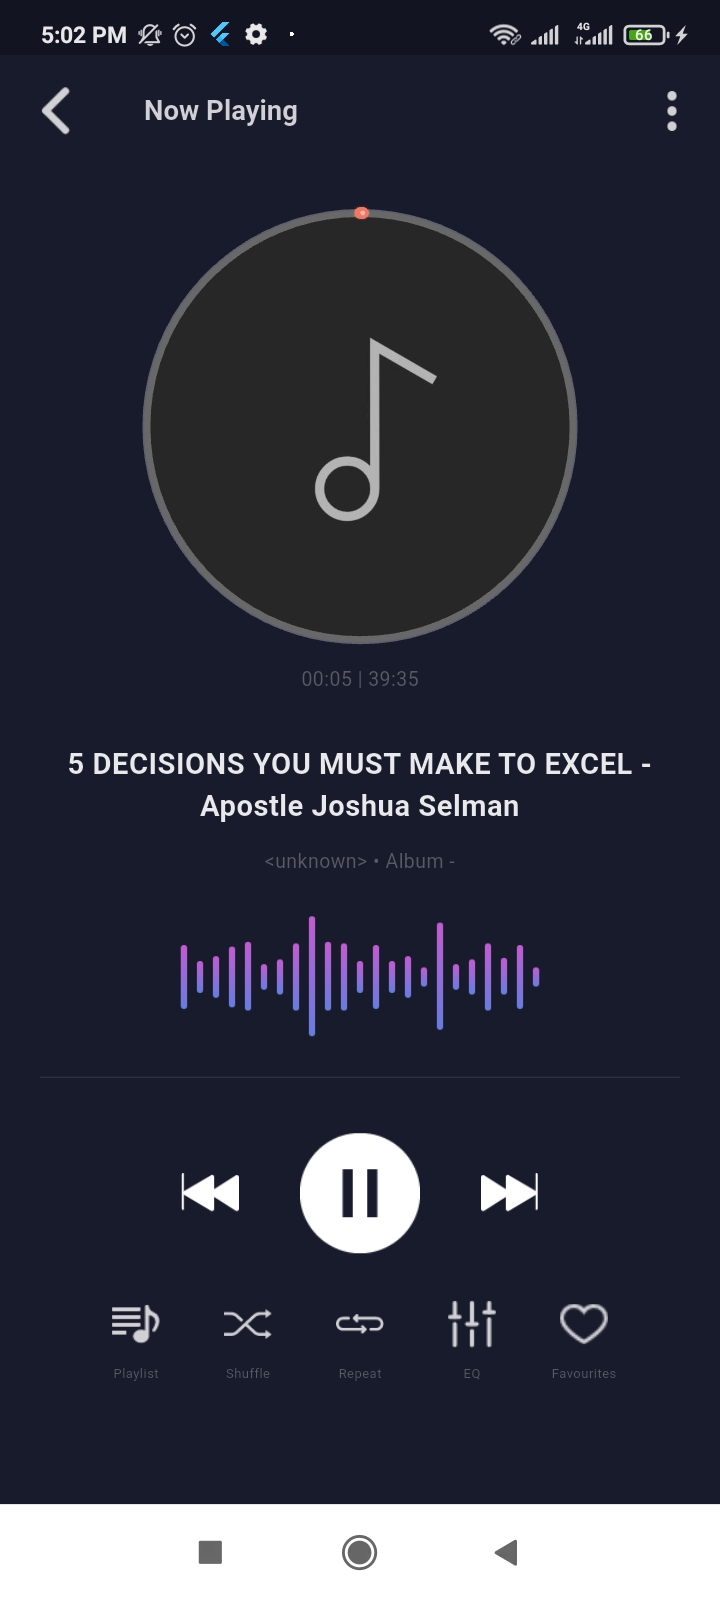 5:02 PM
4G
66
Now Playing
00:05 | 39:35
5 DECISIONS YOU MUST MAKE TO EXCEL -
Apostle Joshua Selman
<unknown> • Album -
Playlist
Shuffle
Repeat
EQ
Favourites